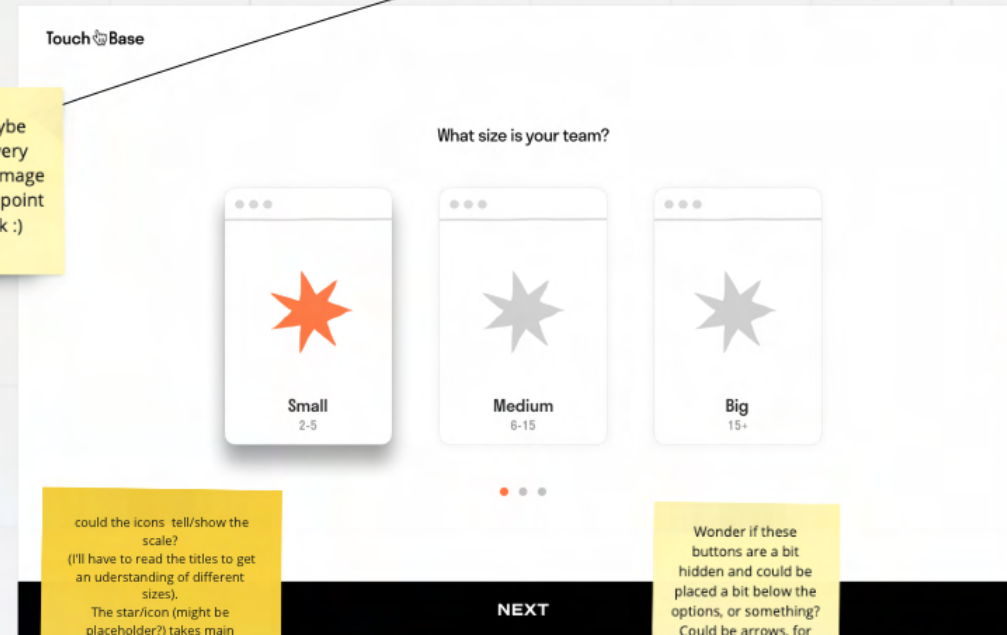 Touch Base
ybe
very
mage
point
k :)
What size is your team?
Small
2-5
Medium
6-15
Big
15+
could the icons tell/show the
scale?
(I'll have to read the titles to get
an uderstanding of different
sizes).
The star/icon (might be
placeholder?) takes main
Wonder if these
buttons are a bit
hidden and could be
placed a bit below the
options, or something?
Could be arrows, for
NEXT